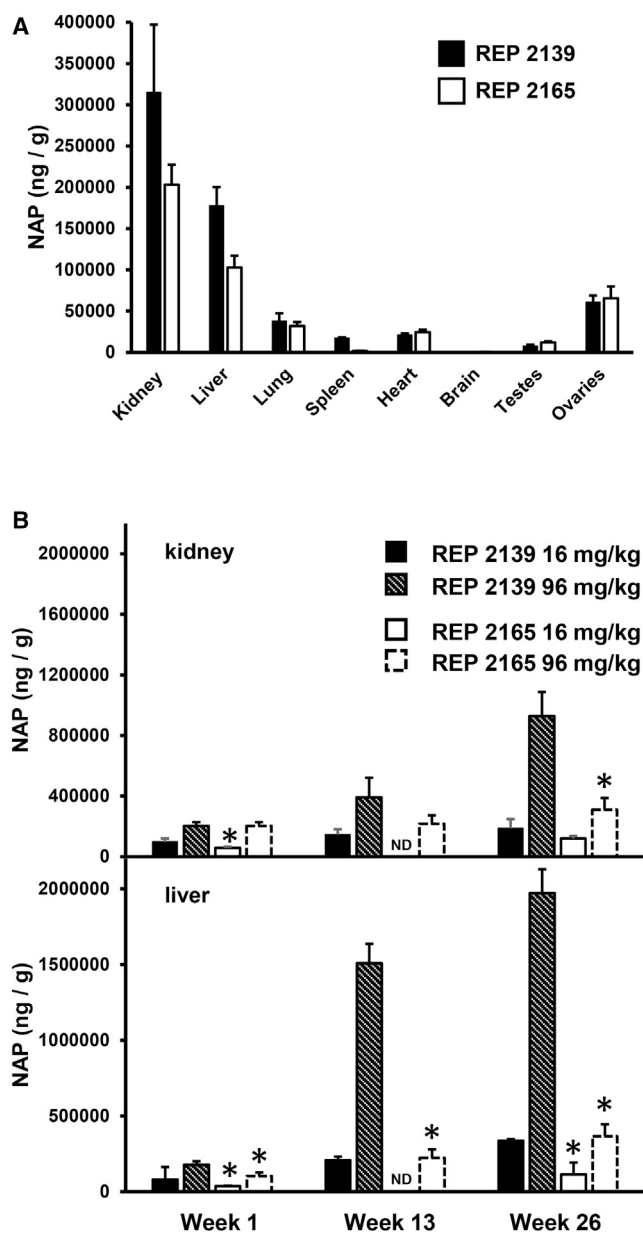 A
NAP (ng / g)
400000
350000
300000
250000
200000
150000
100000
50000
0
REP 2139
REP 2165
Kidney
Liver
Lung
Spleen
Heart
Brain
Testes
Ovaries
B
NAP (ng / g)
2000000
1600000
1200000
800000
400000
0
kidney
REP 2139 16 mg/kg
REP 2139 96 mg/kg
REP 2165 16 mg/kg
REP 2165 96 mg/kg
*
ND
*
NAP (ng / g)
2000000
1500000
1000000
500000
0
liver
* *
ND
*
* *
Week 1
Week 13
Week 26